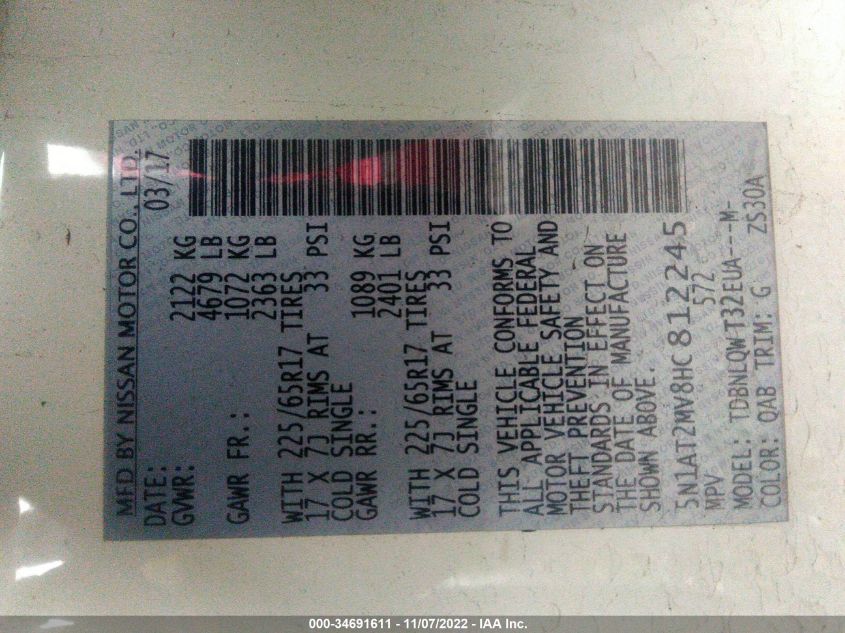 MFD BY NISSAN MOTOR CO., LTD.
DATE: 03/17
GVWR: 2122 KG
4679 LB
GAWR FR.: 1072 KG
2363 LB
WITH 225/65R17 TIRES
17 X 7J RIMS AT 33 PSI
COLD SINGLE
GAWR RR.: 1089 KG
2401 LB
WITH 225/65R17 TIRES
17 X 7J RIMS AT 33 PSI
COLD SINGLE
THIS VEHICLE CONFORMS TO
ALL APPLICABLE FEDERAL
MOTOR VEHICLE SAFETY AND
THEFT PREVENTION
STANDARDS IN EFFECT ON
THE DATE OF MANUFACTURE
SHOWN ABOVE.
5N1AT2MV8HC812245
MPV 572
MODEL: TDBNLQWT32EUA---M-
COLOR: QAB TRIM: G ZS30A
000-34691611 - 11/07/2022 - IAA Inc.